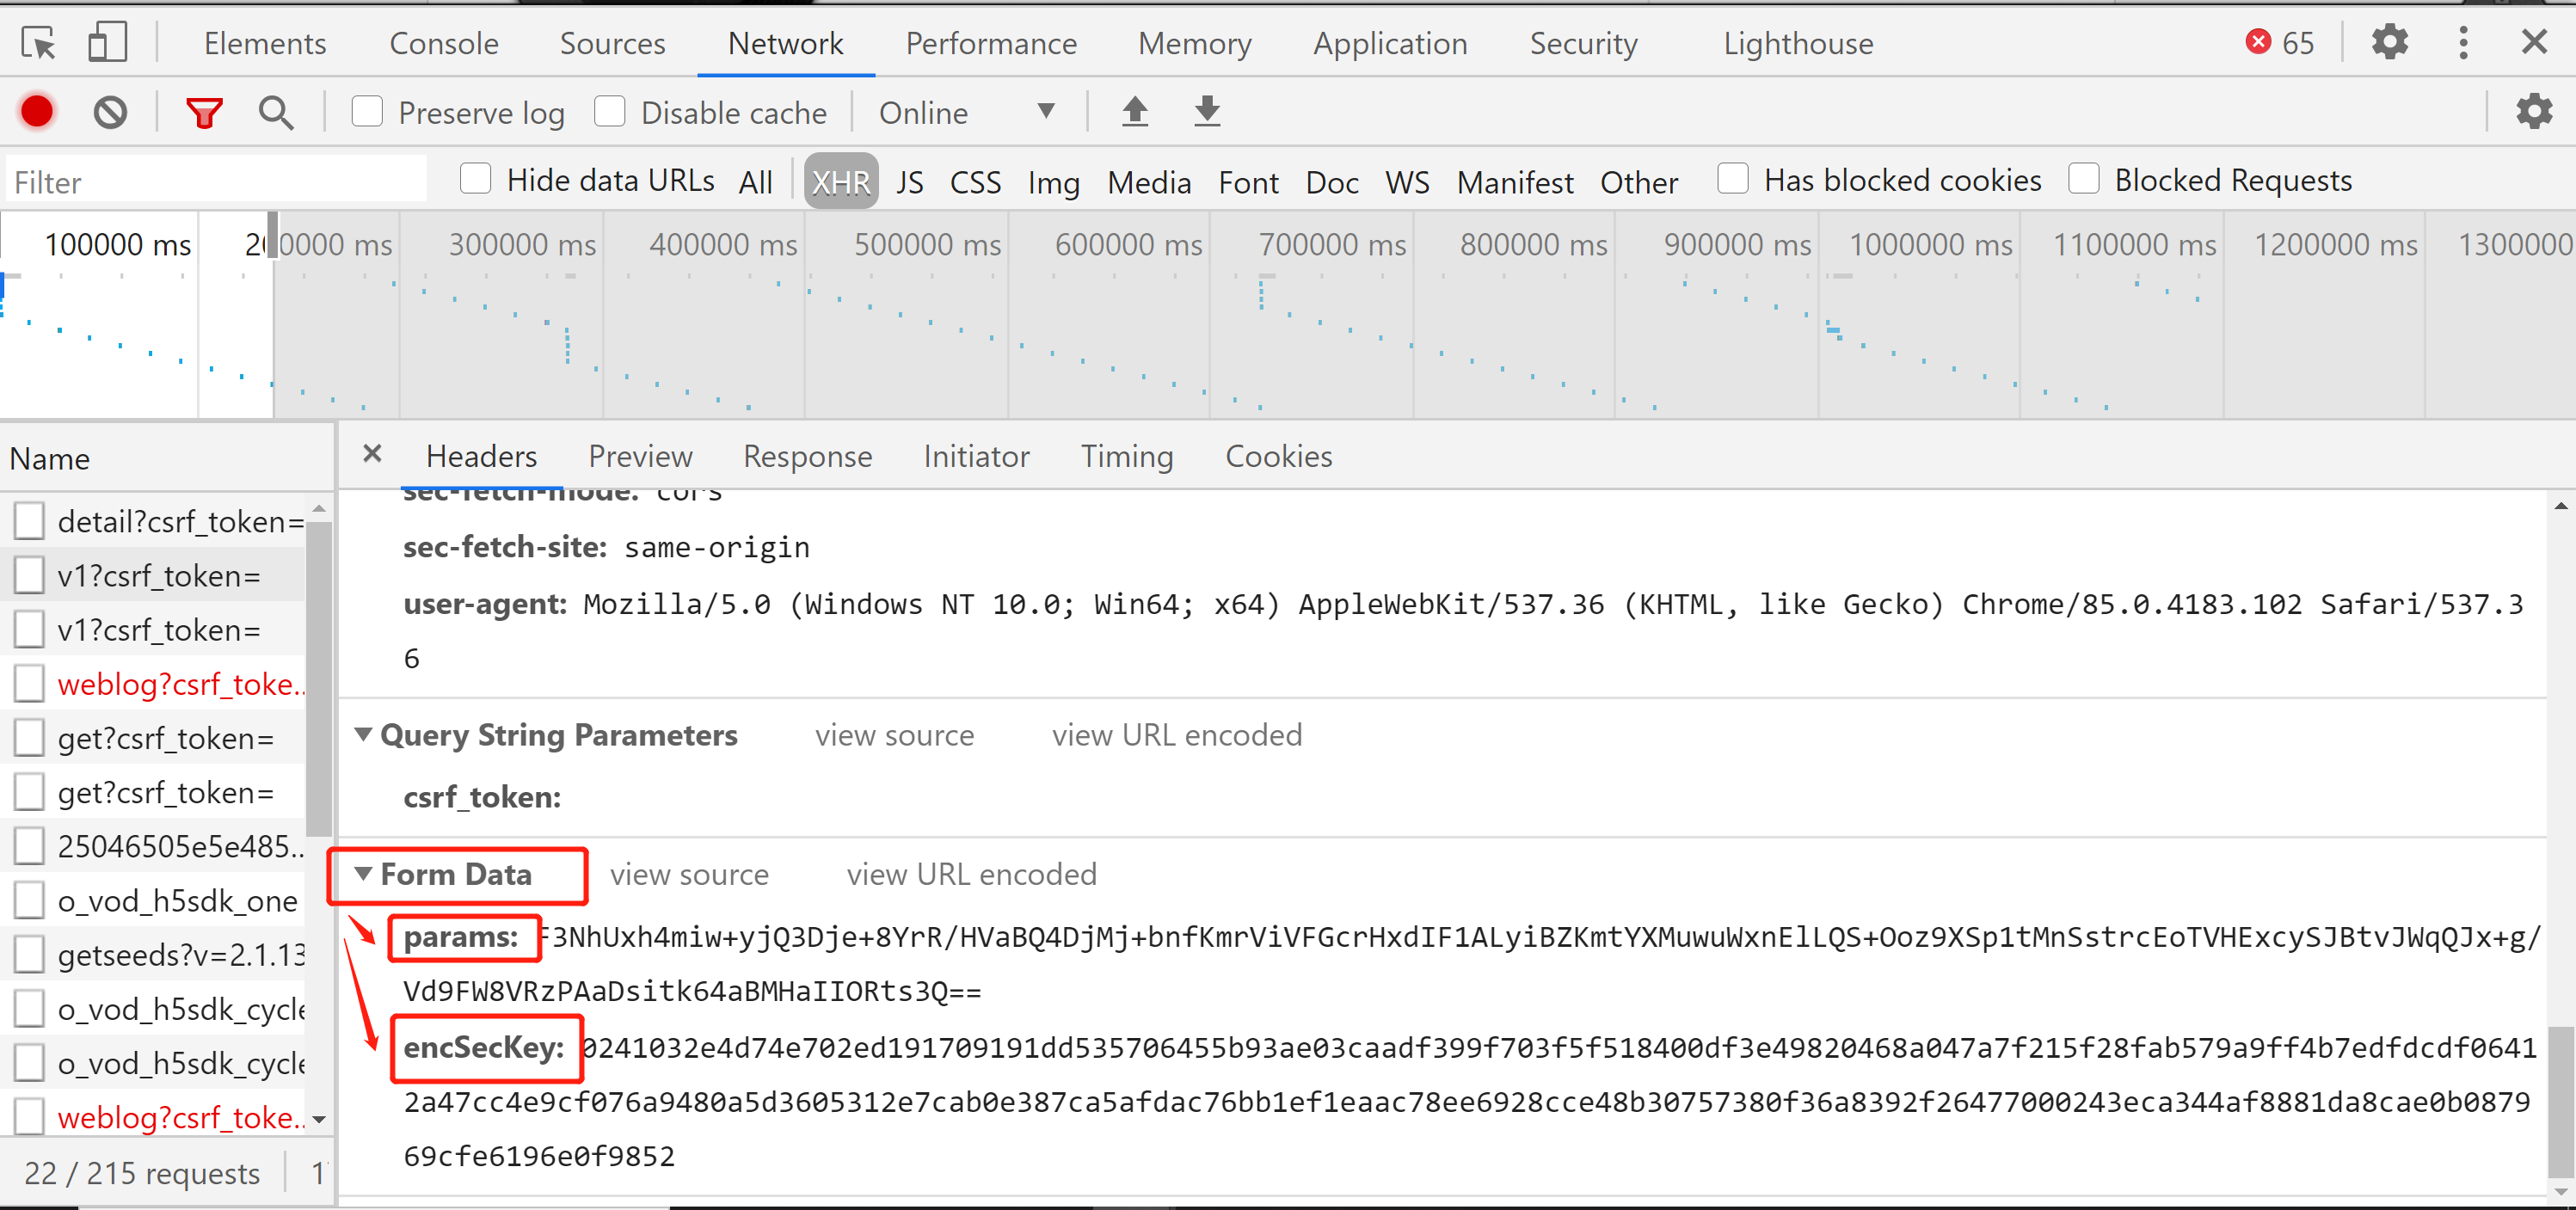 Elements Console Sources Network Performance Memory Application Security Lighthouse 65
Preserve log Disable cache Online
Filter Hide data URLs All XHR JS CSS Img Media Font Doc WS Manifest Other Has blocked cookies Blocked Requests
100000 ms 300000 ms 400000 ms 500000 ms 600000 ms 700000 ms 800000 ms 900000 ms 1000000 ms 1100000 ms 1200000 ms 1300000
Name
Headers Preview Response Initiator Timing Cookies
detail?csrf_token=
v1?csrf_token=
v1?csrf_token=
weblog?csrf_toke..
get?csrf_token=
get?csrf_token=
25046505e5e485..
o_vod_h5sdk_one
getseeds?v=2.1.13
o_vod_h5sdk_cycle
o_vod_h5sdk_cycle
weblog?csrf_toke..
22 / 215 requests
sec-fetch-mode: cors
sec-fetch-site: same-origin
user-agent: Mozilla/5.0 (Windows NT 10.0; Win64; x64) AppleWebKit/537.36 (KHTML, like Gecko) Chrome/85.0.4183.102 Safari/537.3
6
Query String Parameters view source view URL encoded
csrf_token:
Form Data view source view URL encoded
params: F3NhUxh4miw+yjQ3Dje+8YrR/HVaBQ4DjMj+bnfKmrViVFGcrHxdIF1ALyiBZKmtYXMuwuWxnElLQS+Ooz9XSp1tMnSstrcEoTVHExcySJBtvJWqQJx+g/
Vd9FW8VRzPAaDsitk64aBMHaIIORts3Q==
encSecKey: 0241032e4d74e702ed191709191dd535706455b93ae03caadf399f703f5f518400df3e49820468a047a7f215f28fab579a9ff4b7edfdcdf0641
2a47cc4e9cf076a9480a5d3605312e7cab0e387ca5afdac76bb1ef1eaac78ee6928cce48b30757380f36a8392f26477000243eca344af8881da8cae0b0879
69cfe6196e0f9852